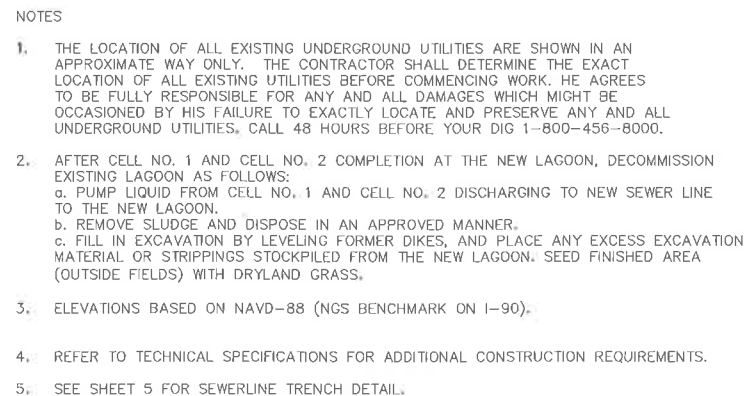 NOTES
1. THE LOCATION OF ALL EXISTING UNDERGROUND UTILITIES ARE SHOWN IN AN
APPROXIMATE WAY ONLY. THE CONTRACTOR SHALL DETERMINE THE EXACT
LOCATION OF ALL EXISTING UTILITIES BEFORE COMMENCING WORK. HE AGREES
TO BE FULLY RESPONSIBLE FOR ANY AND ALL DAMAGES WHICH MIGHT BE
OCCASIONED BY HIS FAILURE TO EXACTLY LOCATE AND PRESERVE ANY AND ALL
UNDERGROUND UTILITIES. CALL 48 HOURS BEFORE YOUR DIG 1-800-456-8000.
2. AFTER CELL NO. 1 AND CELL NO. 2 COMPLETION AT THE NEW LAGOON, DECOMMISSION
EXISTING LAGOON AS FOLLOWS:
a. PUMP LIQUID FROM CELL NO. 1 AND CELL NO. 2 DISCHARGING TO NEW SEWER LINE
TO THE NEW LAGOON.
b. REMOVE SLUDGE AND DISPOSE IN AN APPROVED MANNER.
c. FILL IN EXCAVATION BY LEVELING FORMER DIKES, AND PLACE ANY EXCESS EXCAVATION
MATERIAL OR STRIPPINGS STOCKPILED FROM THE NEW LAGOON. SEED FINISHED AREA
(OUTSIDE FIELDS) WITH DRYLAND GRASS.
3. ELEVATIONS BASED ON NAVD-88 (NGS BENCHMARK ON I-90).
4. REFER TO TECHNICAL SPECIFICATIONS FOR ADDITIONAL CONSTRUCTION REQUIREMENTS.
5. SEE SHEET 5 FOR SEWERLINE TRENCH DETAIL.